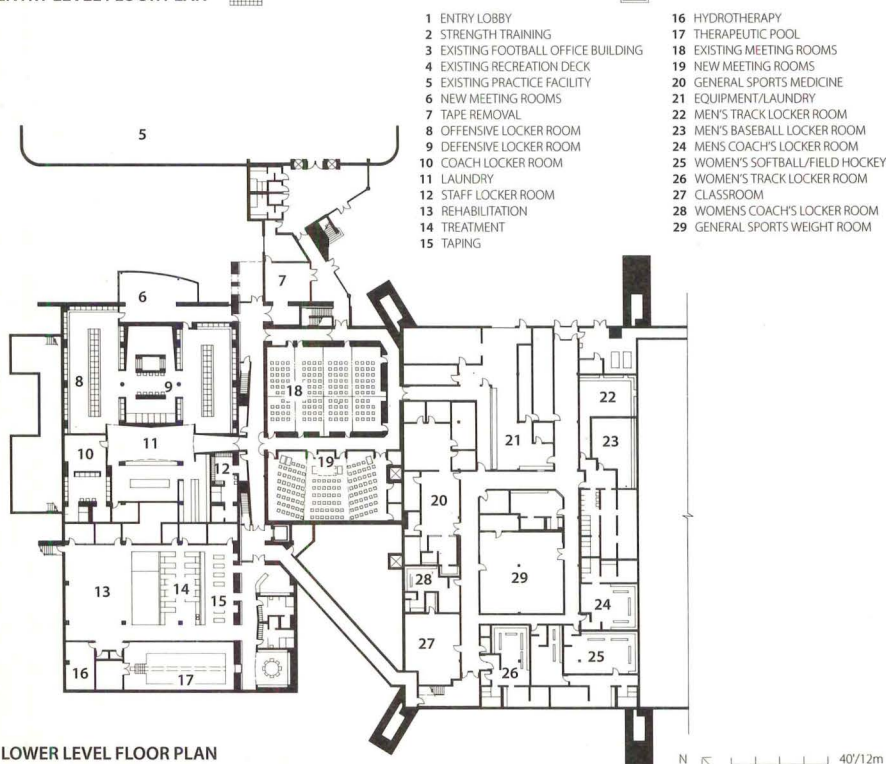 ENTRY LEVEL FLOOR PLAN
1 ENTRY LOBBY
2 STRENGTH TRAINING
3 EXISTING FOOTBALL OFFICE BUILDING
4 EXISTING RECREATION DECK
5 EXISTING PRACTICE FACILITY
6 NEW MEETING ROOMS
7 TAPE REMOVAL
8 OFFENSIVE LOCKER ROOM
9 DEFENSIVE LOCKER ROOM
10 COACH LOCKER ROOM
11 LAUNDRY
12 STAFF LOCKER ROOM
13 REHABILITATION
14 TREATMENT
15 TAPING
16 HYDROTHERAPY
17 THERAPEUTIC POOL
18 EXISTING MEETING ROOMS
19 NEW MEETING ROOMS
20 GENERAL SPORTS MEDICINE
21 EQUIPMENT/LAUNDRY
22 MEN'S TRACK LOCKER ROOM
23 MEN'S BASEBALL LOCKER ROOM
24 MENS COACH'S LOCKER ROOM
25 WOMEN'S SOFTBALL/FIELD HOCKEY
26 WOMEN'S TRACK LOCKER ROOM
27 CLASSROOM
28 WOMENS COACH'S LOCKER ROOM
29 GENERAL SPORTS WEIGHT ROOM
5
7
6
8
9
18
22
23
10
11
12
19
21
20
13
14
15
28
29
24
27
26
25
16
17
LOWER LEVEL FLOOR PLAN
N
40'/12m